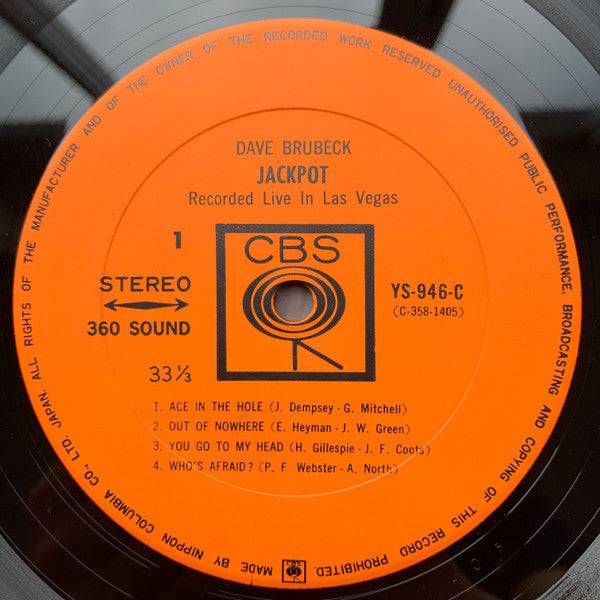 ALL RIGHTS OF THE MANUFACTURER AND OF THE OWNER OF THE RECORDED WORK RESERVED UNAUTHORISED PUBLIC PERFORMANCE, BROADCASTING AND COPYING OF THIS RECORD PROHIBITED. MADE BY NIPPON COLUMBIA CO., LTD. JAPAN.
DAVE BRUBECK
JACKPOT
Recorded Live In Las Vegas
1
CBS
STEREO
360 SOUND
YS-946-C
(C-358-1405)
33⅓
1. ACE IN THE HOLE (J. Dempsey - G. Mitchell)
2. OUT OF NOWHERE (E. Heyman - J. W. Green)
3. YOU GO TO MY HEAD (H. Gillespie - J. F. Coots)
4. WHO'S AFRAID? (P. F Webster - A. North)